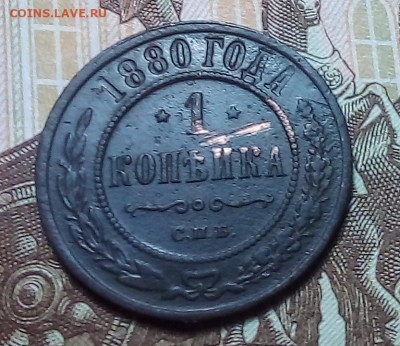 COINS.LAVE.RU
1880 ГОДА
1
КОПѢЙКА
С.П.Б.